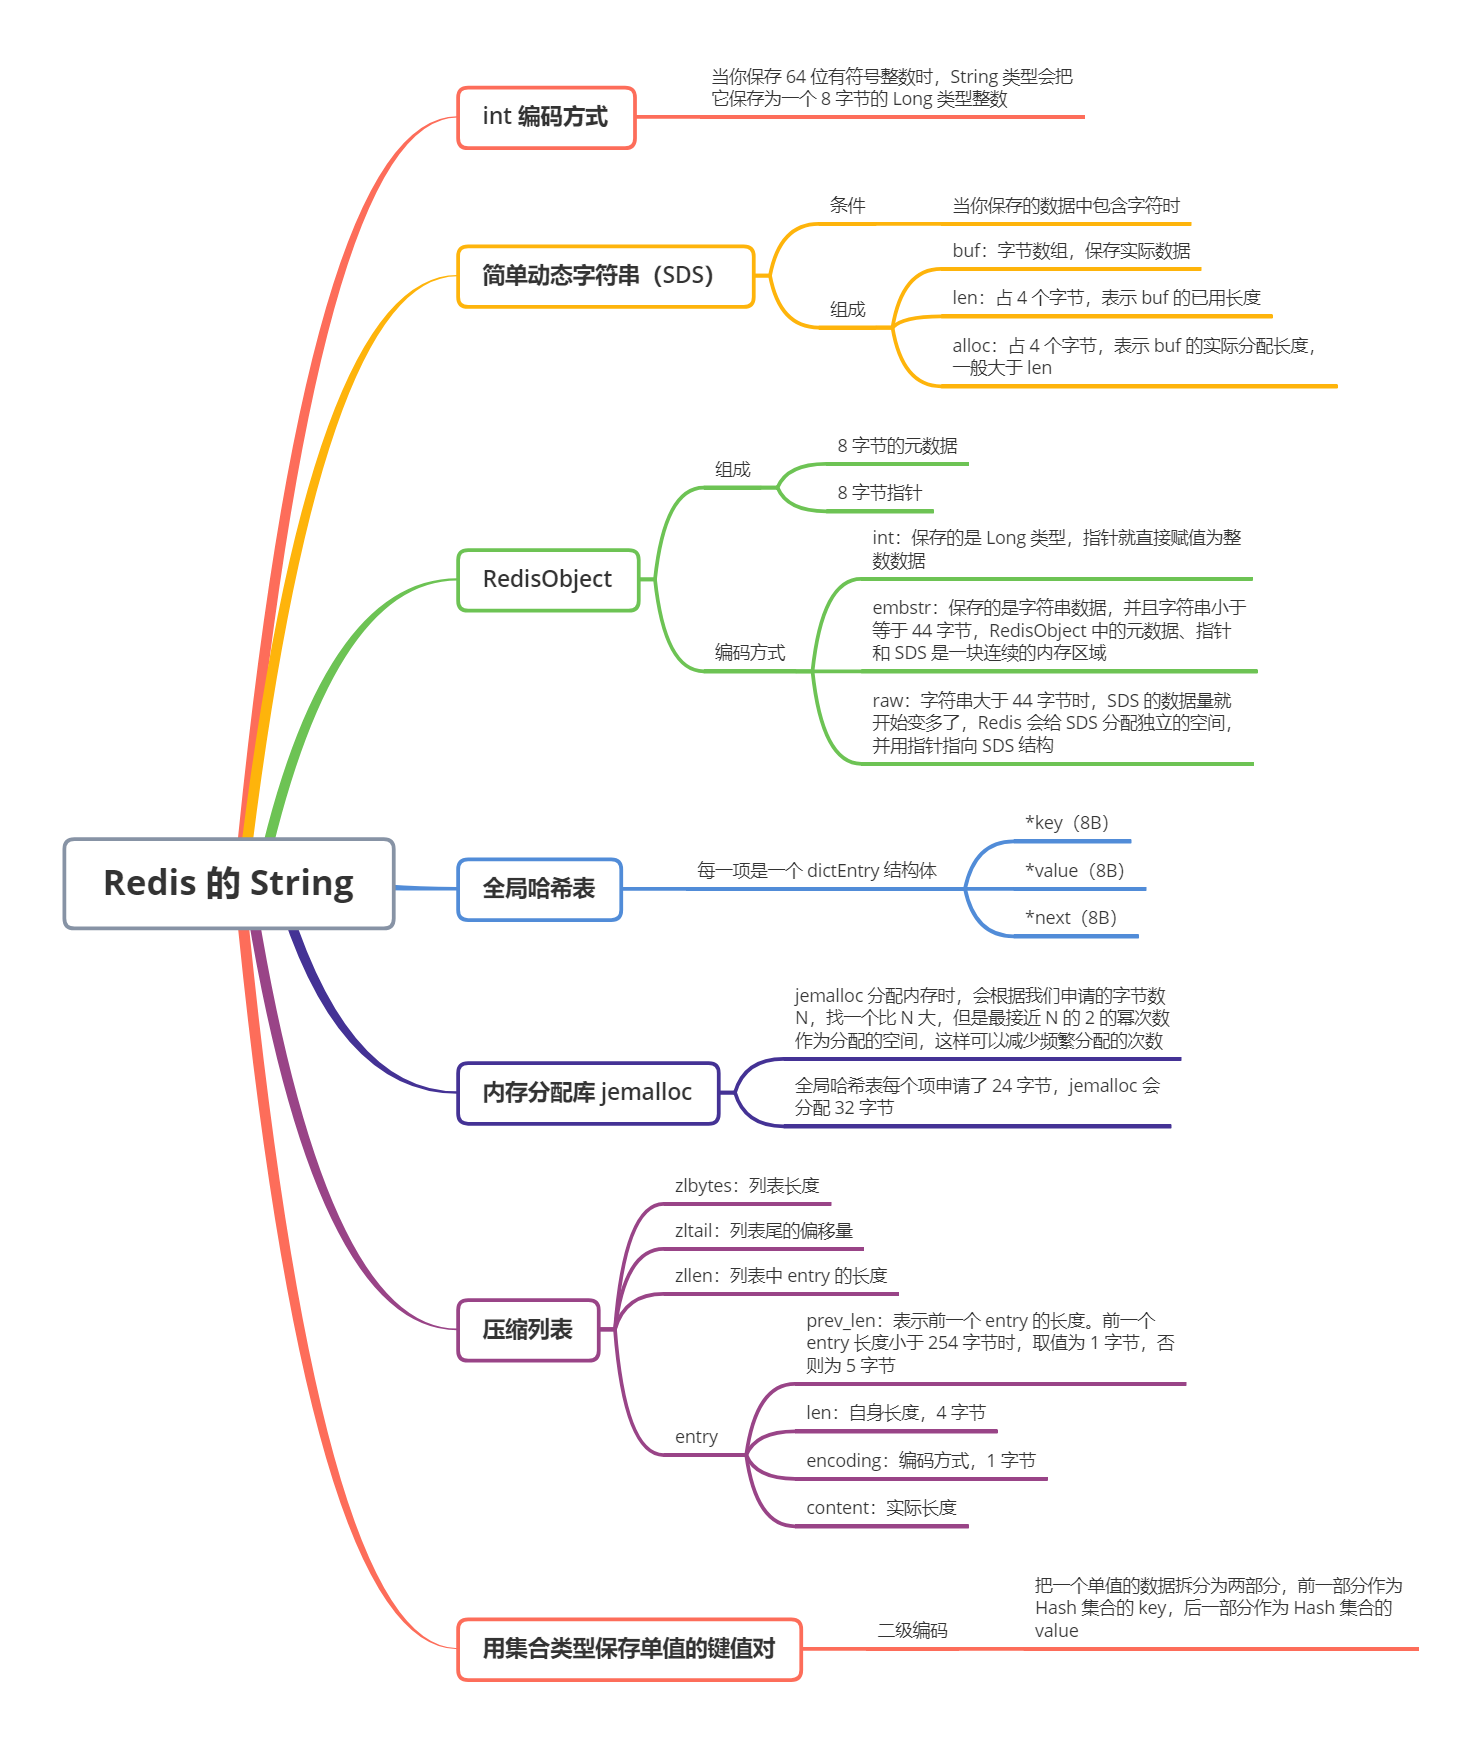 Redis 的 String
int 编码方式
当你保存 64 位有符号整数时，String 类型会把
它保存为一个 8 字节的 Long 类型整数
简单动态字符串（SDS）
条件
当你保存的数据中包含字符时
组成
buf：字节数组，保存实际数据
len：占 4 个字节，表示 buf 的已用长度
alloc：占 4 个字节，表示 buf 的实际分配长度，
一般大于 len
RedisObject
组成
8 字节的元数据
8 字节指针
编码方式
int：保存的是 Long 类型，指针就直接赋值为整
数数据
embstr：保存的是字符串数据，并且字符串小于
等于 44 字节，RedisObject 中的元数据、指针
和 SDS 是一块连续的内存区域
raw：字符串大于 44 字节时，SDS 的数据量就
开始变多了，Redis 会给 SDS 分配独立的空间，
并用指针指向 SDS 结构
全局哈希表
每一项是一个 dictEntry 结构体
*key（8B）
*value（8B）
*next（8B）
内存分配库 jemalloc
jemalloc 分配内存时，会根据我们申请的字节数
N，找一个比 N 大，但是最接近 N 的 2 的幂次数
作为分配的空间，这样可以减少频繁分配的次数
全局哈希表每个项申请了 24 字节，jemalloc 会
分配 32 字节
压缩列表
zlbytes：列表长度
zltail：列表尾的偏移量
zllen：列表中 entry 的长度
entry
prev_len：表示前一个 entry 的长度。前一个
entry 长度小于 254 字节时，取值为 1 字节，否
则为 5 字节
len：自身长度，4 字节
encoding：编码方式，1 字节
content：实际长度
用集合类型保存单值的键值对
二级编码
把一个单值的数据拆分为两部分，前一部分作为
Hash 集合的 key，后一部分作为 Hash 集合的
value